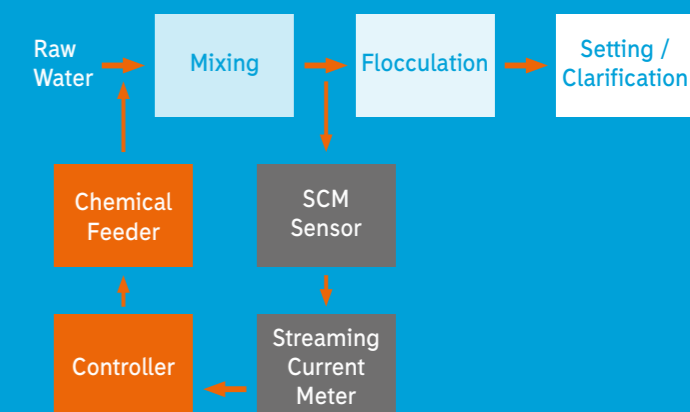 Raw
Water
Mixing
Flocculation
Setting /
Clarification
Chemical
Feeder
SCM
Sensor
Controller
Streaming
Current
Meter